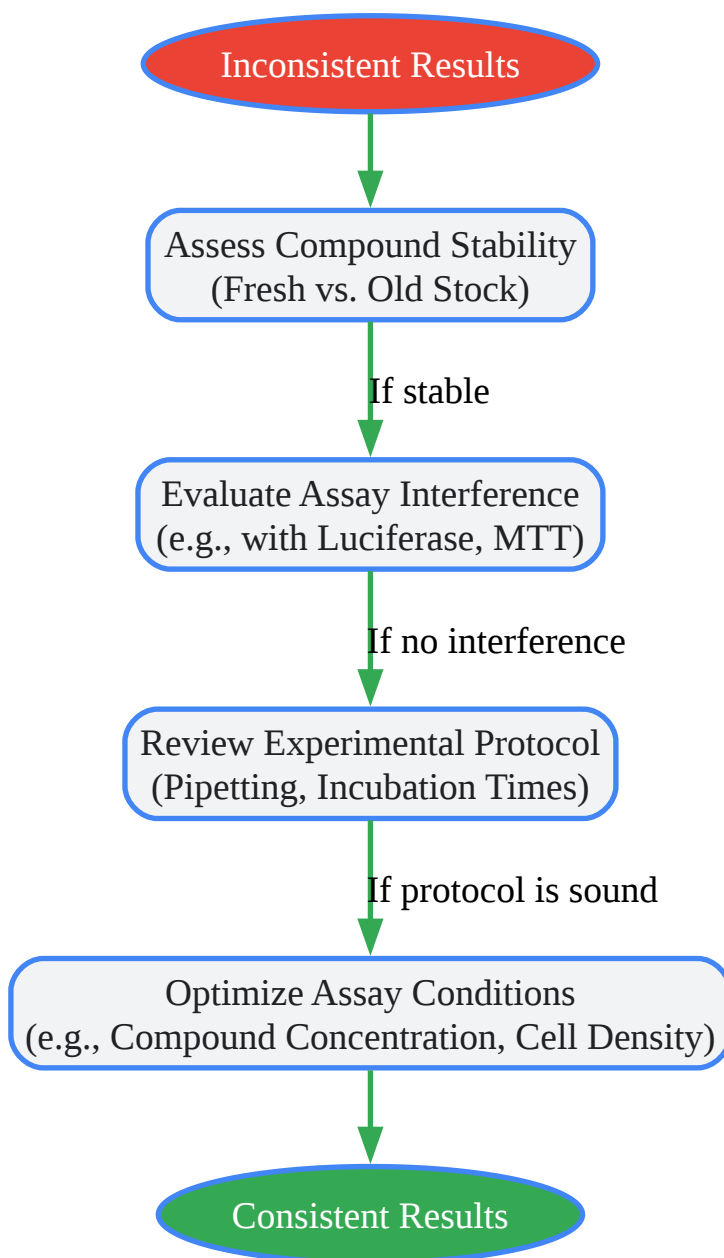 Inconsistent Results
Assess Compound Stability
(Fresh vs. Old Stock)
If stable
Evaluate Assay Interference
(e.g., with Luciferase, MTT)
If no interference
Review Experimental Protocol
(Pipetting, Incubation Times)
If protocol is sound
Optimize Assay Conditions
(e.g., Compound Concentration, Cell Density)
Consistent Results